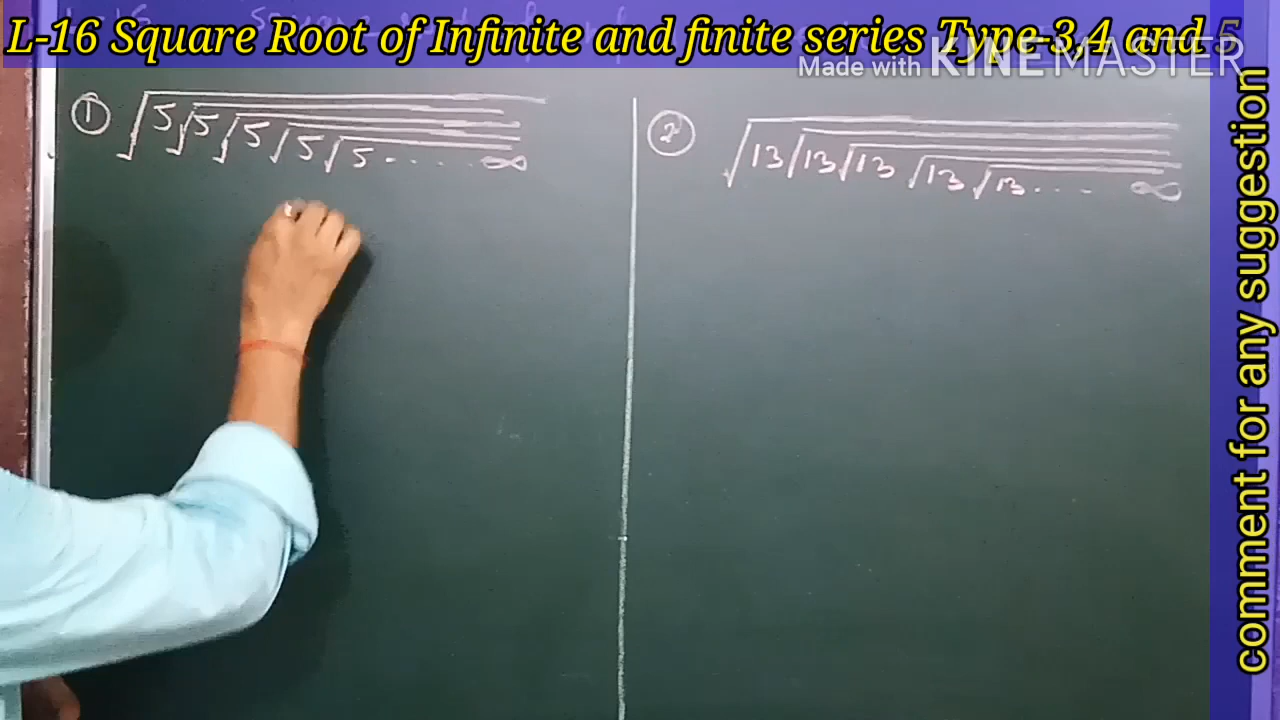 L-16 Square Root of Infinite and finite series Type-3,4 and 5
Made with KINEMASTER
① √5√5√5√5√5..... ∞
② √13√13√13√13√13.... ∞
comment for any suggestion